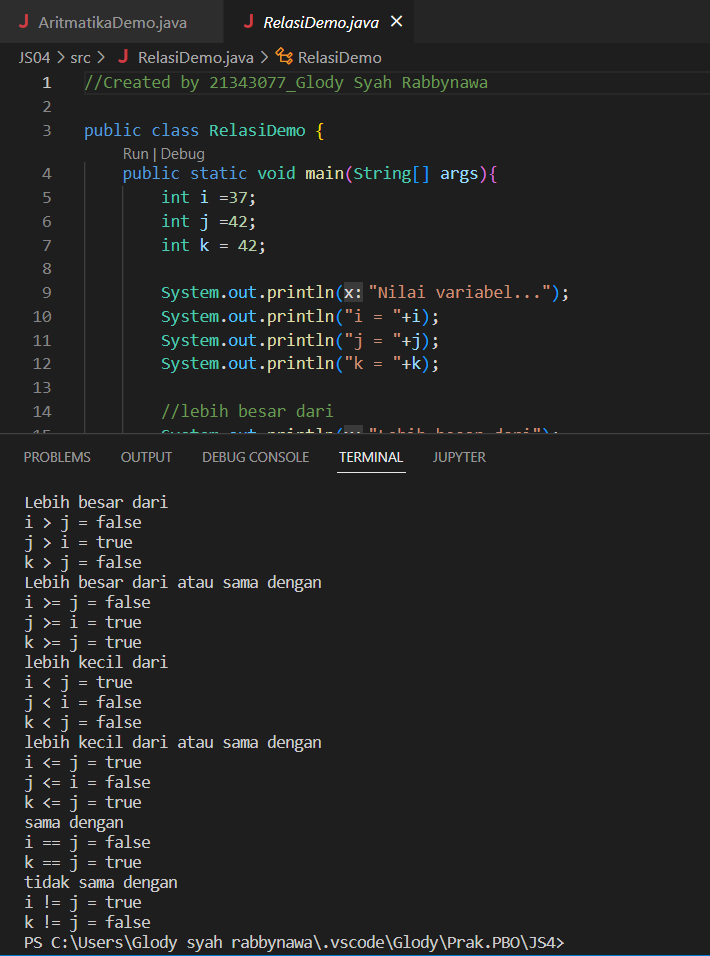 J AritmatikaDemo.java
J RelasiDemo.java ×
JS04 > src > J RelasiDemo.java > RelasiDemo
1 //Created by 21343077_Glody Syah Rabbynawa
2
3 public class RelasiDemo {
Run | Debug
4 public static void main(String[] args){
5 int i =37;
6 int j =42;
7 int k = 42;
8
9 System.out.println(x: "Nilai variabel...");
10 System.out.println("i = "+i);
11 System.out.println("j = "+j);
12 System.out.println("k = "+k);
13
14 //lebih besar dari
15 System.out.println(x: "Lebih besar dari");
PROBLEMS OUTPUT DEBUG CONSOLE TERMINAL JUPYTER
Lebih besar dari
i > j = false
j > i = true
k > j = false
Lebih besar dari atau sama dengan
i >= j = false
j >= i = true
k >= j = true
lebih kecil dari
i < j = true
j < i = false
k < j = false
lebih kecil dari atau sama dengan
i <= j = true
j <= i = false
k <= j = true
sama dengan
i == j = false
k == j = true
tidak sama dengan
i != j = true
k != j = false
PS C:\Users\Glody syah rabbynawa\.vscode\Glody\Prak.PBO\JS4>